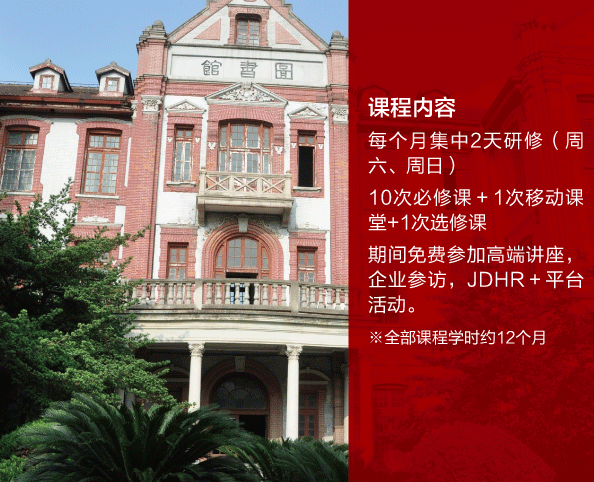 館書圖
课程内容
每个月集中2天研修（周
六、周日）
10次必修课＋1次移动课
堂+1次选修课
期间免费参加高端讲座，
企业参访，JDHR＋平台
活动。
※全部课程学时约12个月